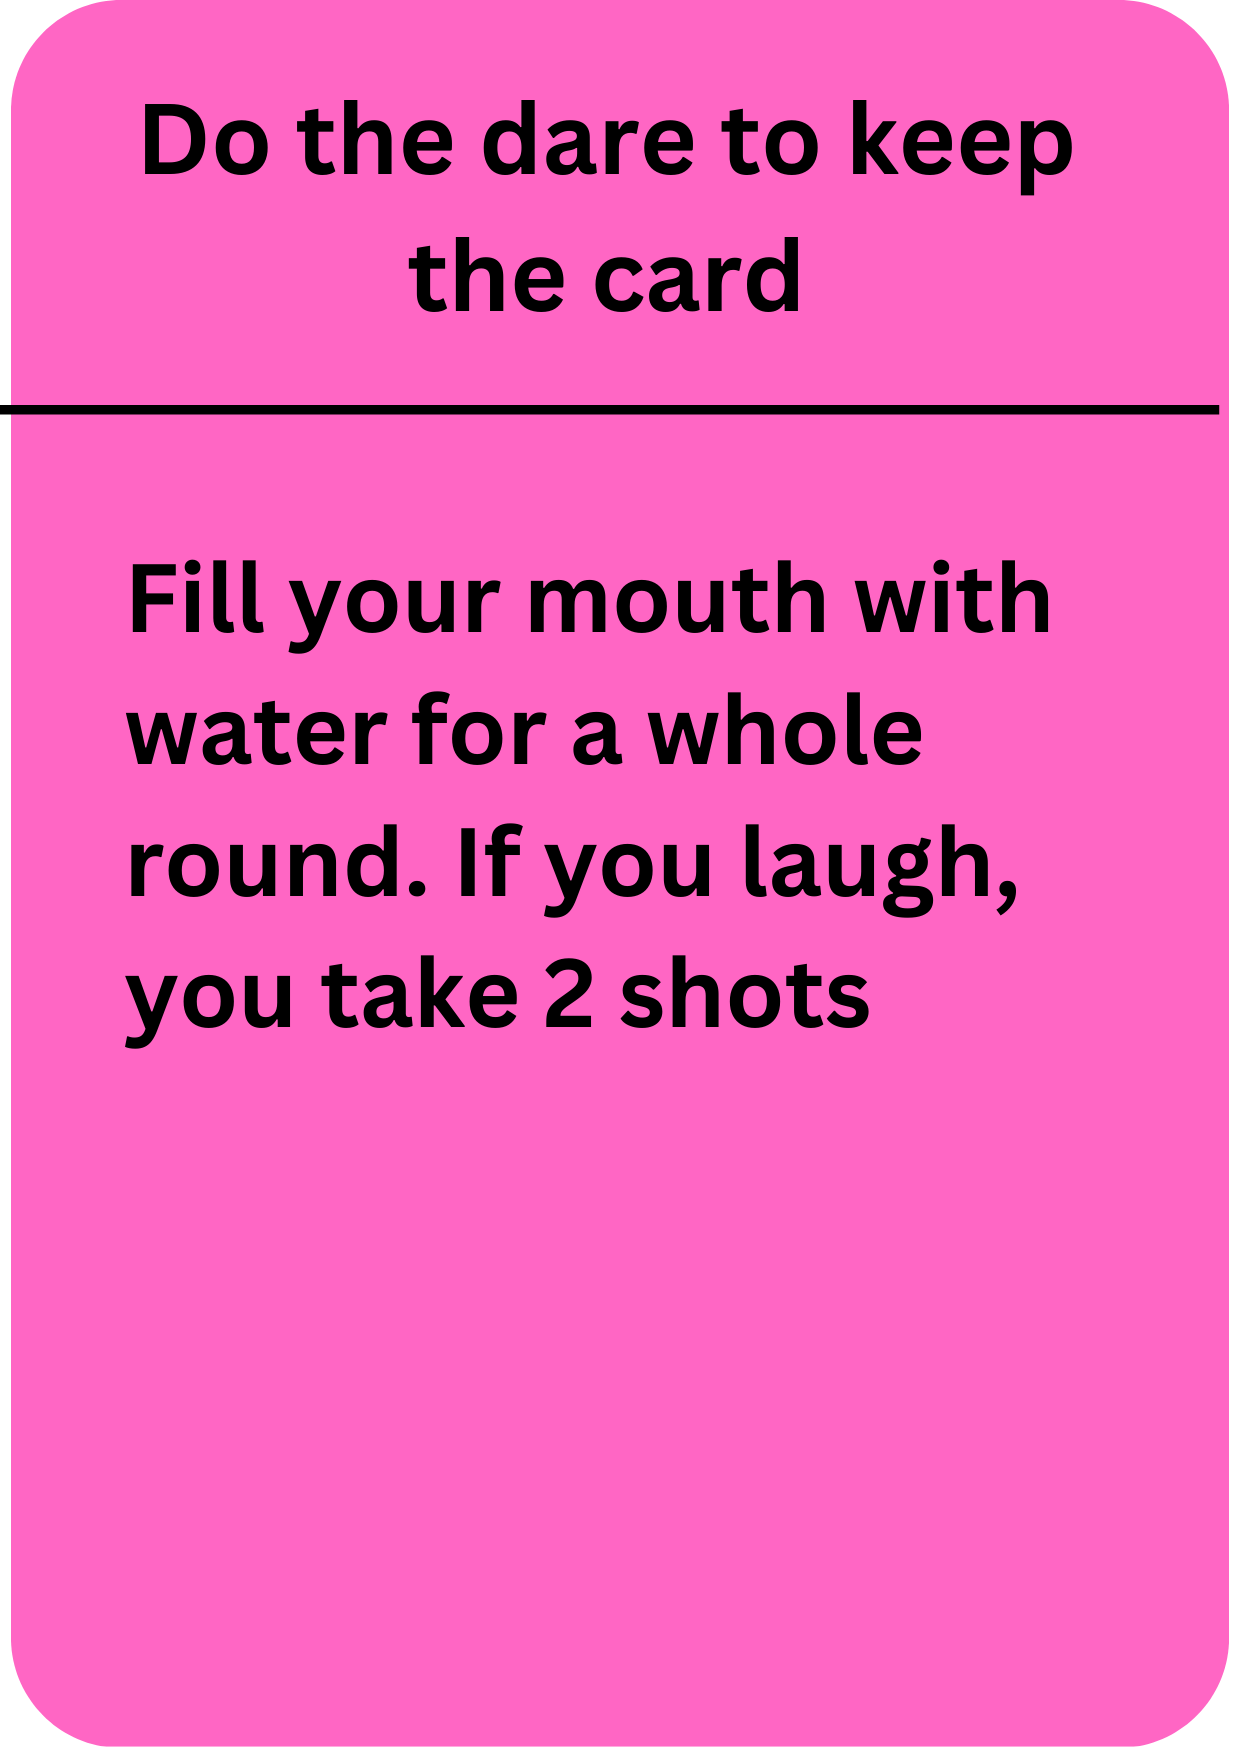 Do the dare to keep
the card
Fill your mouth with
water for a whole
round. If you laugh,
you take 2 shots